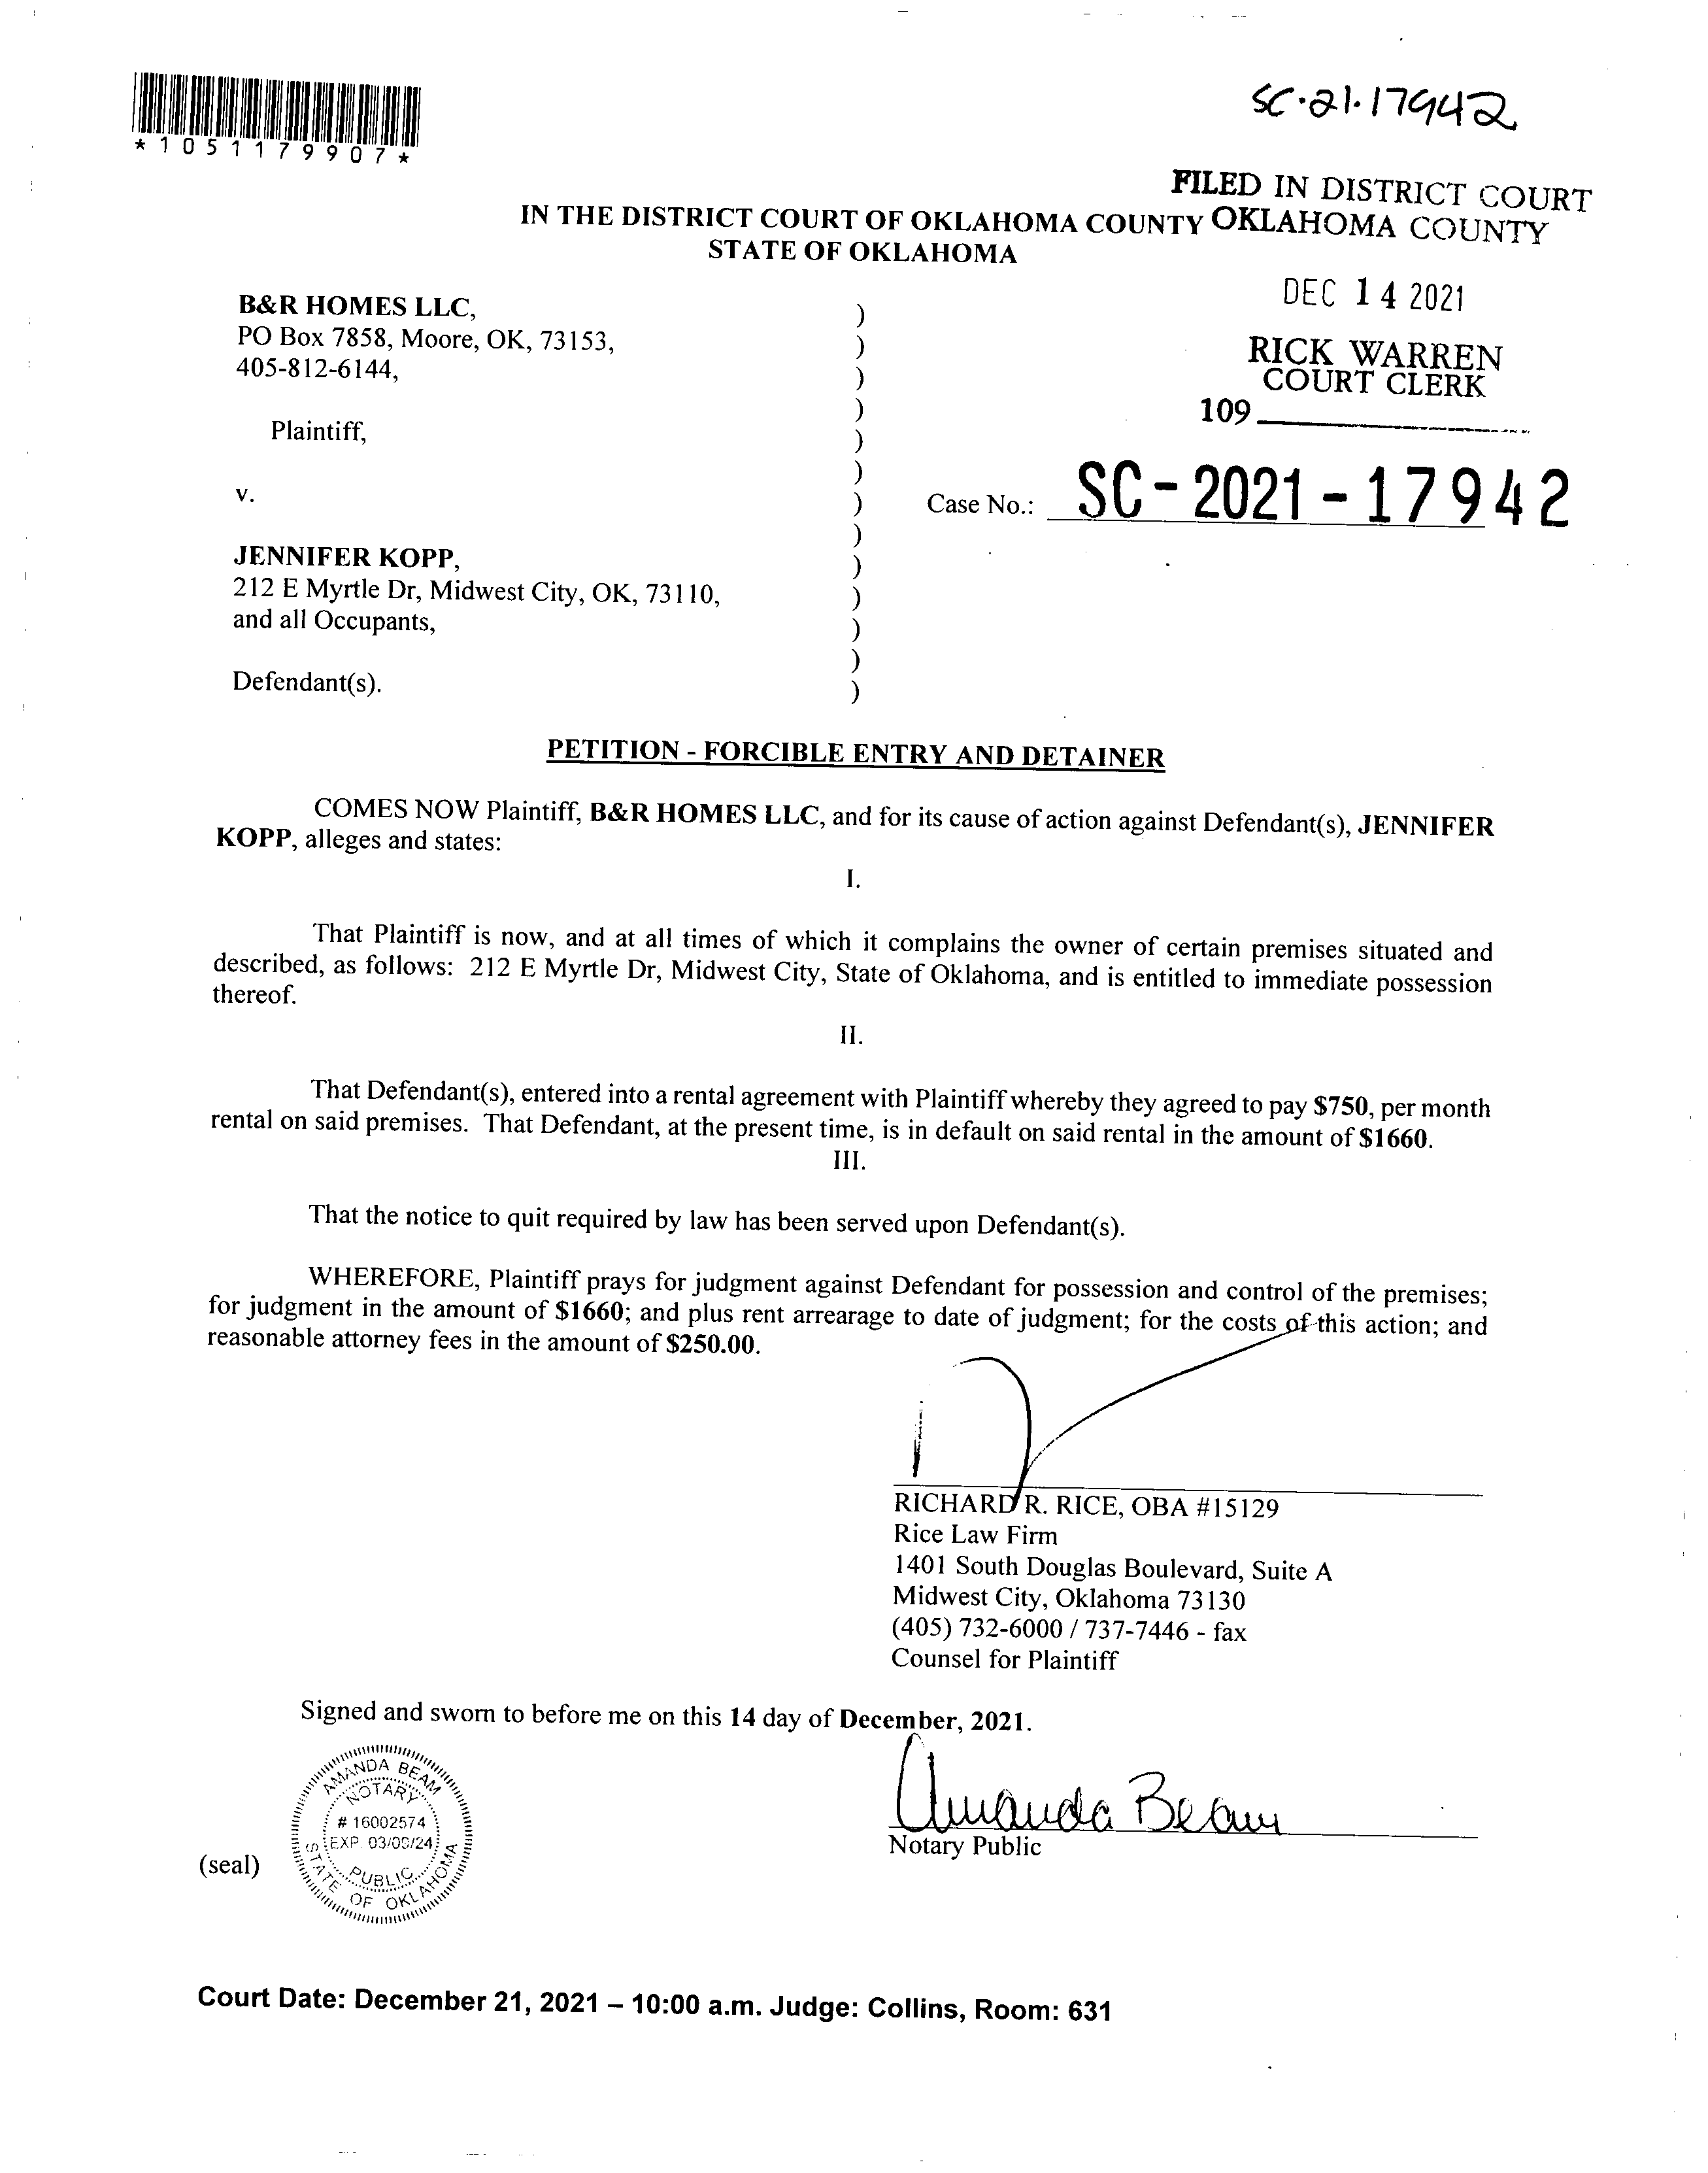 *1051179907*
SC-21-17942
FILED IN DISTRICT COURT
OKLAHOMA COUNTY
IN THE DISTRICT COURT OF OKLAHOMA COUNTY
STATE OF OKLAHOMA
DEC 14 2021
RICK WARREN
COURT CLERK
109
B&R HOMES LLC,
PO Box 7858, Moore, OK, 73153,
405-812-6144,
Plaintiff,
v.
Case No.: SC-2021-17942
JENNIFER KOPP,
212 E Myrtle Dr, Midwest City, OK, 73110,
and all Occupants,
Defendant(s).
)
)
)
)
)
)
)
)
)
)
)
)
)
PETITION - FORCIBLE ENTRY AND DETAINER
COMES NOW Plaintiff, B&R HOMES LLC, and for its cause of action against Defendant(s), JENNIFER
KOPP, alleges and states:
I.
That Plaintiff is now, and at all times of which it complains the owner of certain premises situated and
described, as follows: 212 E Myrtle Dr, Midwest City, State of Oklahoma, and is entitled to immediate possession
thereof.
II.
That Defendant(s), entered into a rental agreement with Plaintiff whereby they agreed to pay $750, per month
rental on said premises. That Defendant, at the present time, is in default on said rental in the amount of $1660.
III.
That the notice to quit required by law has been served upon Defendant(s).
WHEREFORE, Plaintiff prays for judgment against Defendant for possession and control of the premises;
for judgment in the amount of $1660; and plus rent arrearage to date of judgment; for the costs of this action; and
reasonable attorney fees in the amount of $250.00.
RICHARD R. RICE, OBA #15129
Rice Law Firm
1401 South Douglas Boulevard, Suite A
Midwest City, Oklahoma 73130
(405) 732-6000 / 737-7446 - fax
Counsel for Plaintiff
Signed and sworn to before me on this 14 day of December, 2021.
AMANDA BEAM
NOTARY
# 16002574
EXP.
PUBLIC
STATE OF OKLAHOMA
(seal)
Amanda Beam
Notary Public
Court Date: December 21, 2021 – 10:00 a.m. Judge: Collins, Room: 631